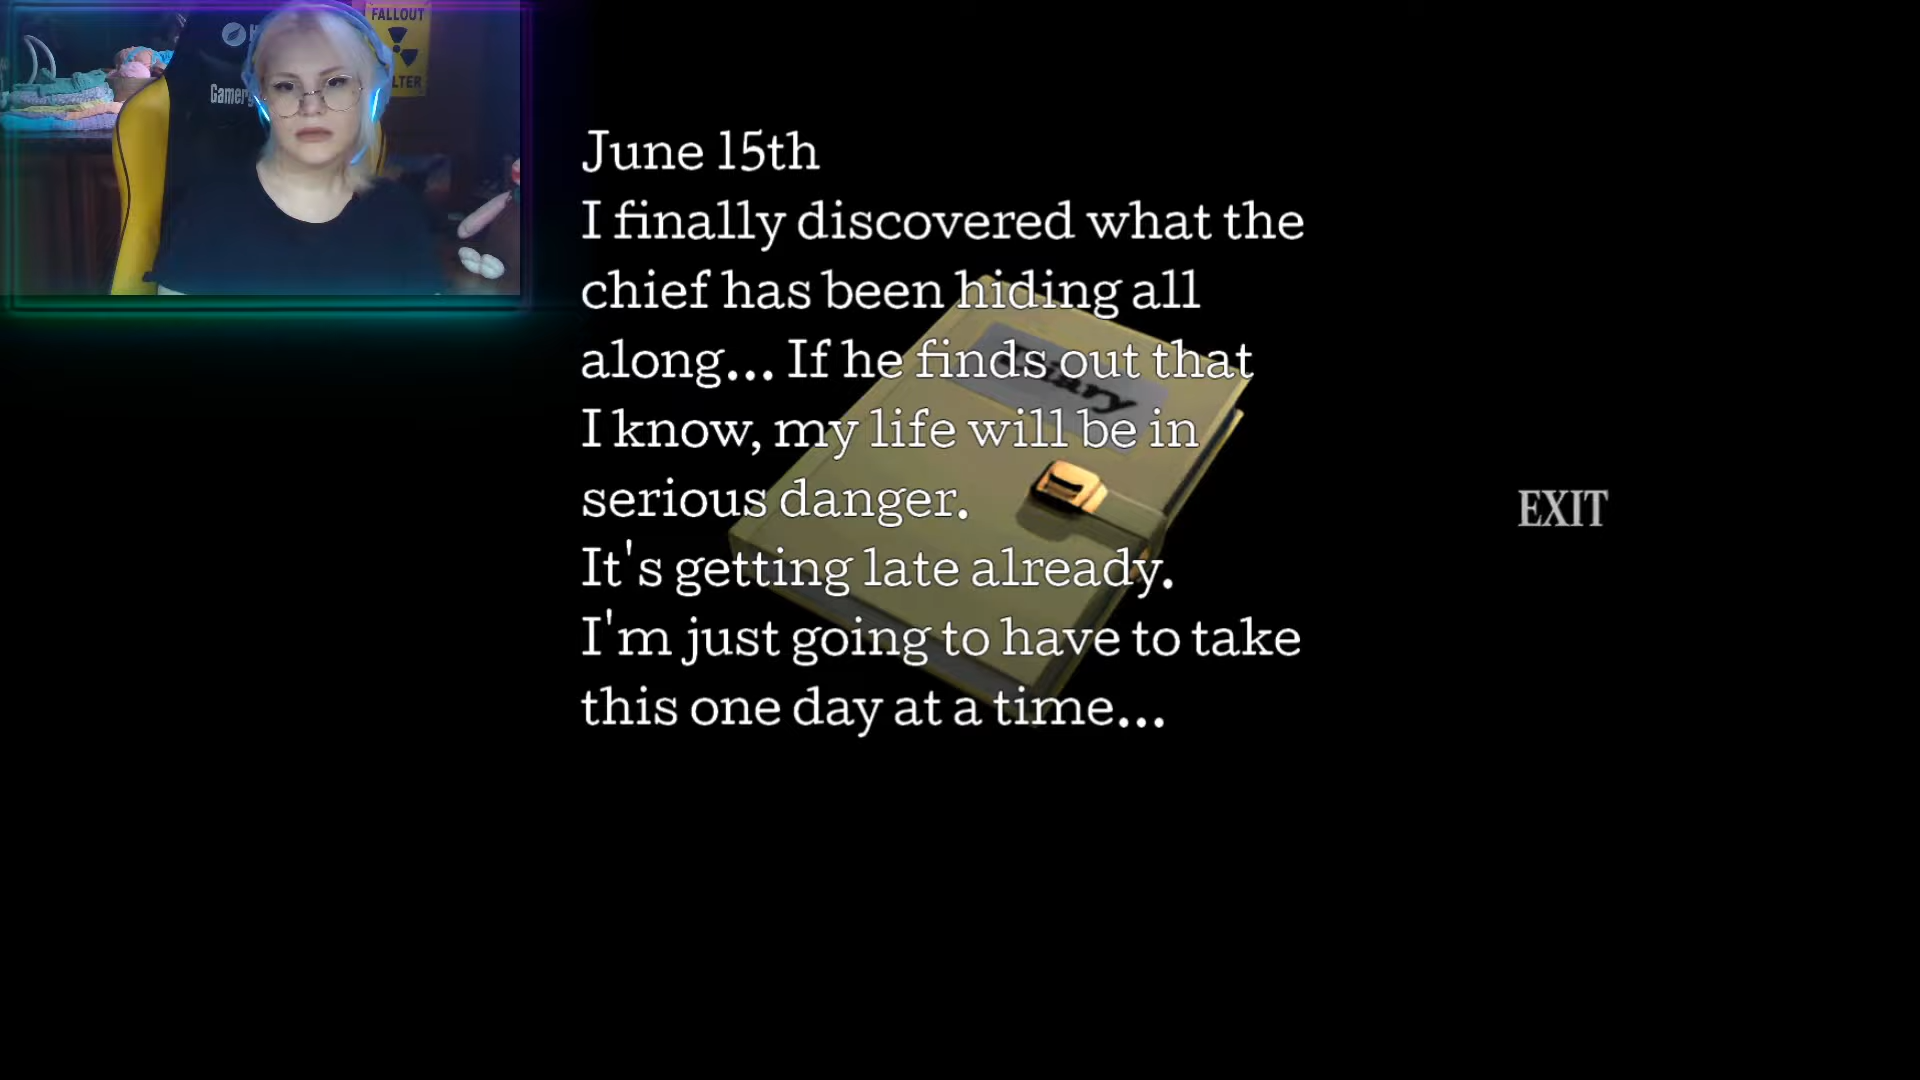 FALLOUT
LTER
Gamer
June 15th
I finally discovered what the
chief has been hiding all
along... If he finds out that
I know, my life will be in
serious danger.
It's getting late already.
I'm just going to have to take
this one day at a time...
Diary
EXIT